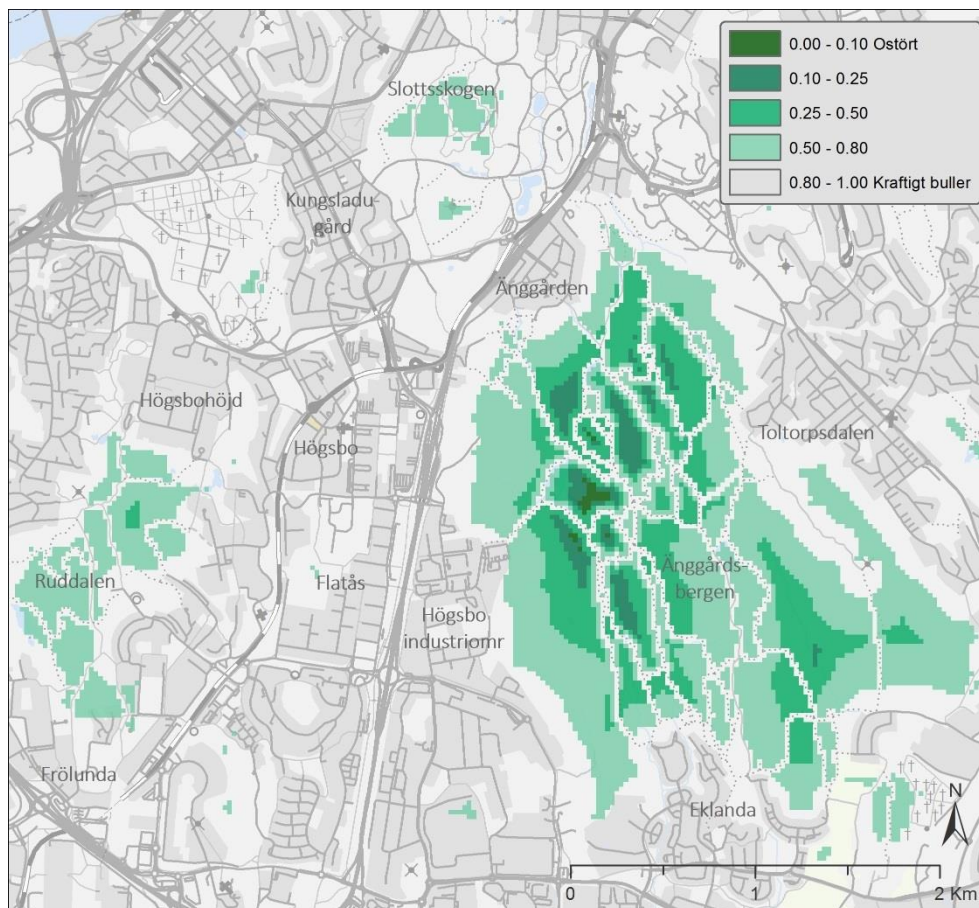 0.00 - 0.10 Ostört
0.10 - 0.25
0.25 - 0.50
0.50 - 0.80
0.80 - 1.00 Kraftigt buller
Slottsskogen
Kungsladu-
gård
Änggården
Högsbohöjd
Högsbo
Toltorpsdalen
Ruddalen
Flatås
Änggårds-
bergen
Högsbo
industriomr
Frölunda
Eklanda
N
0 1 2 Km